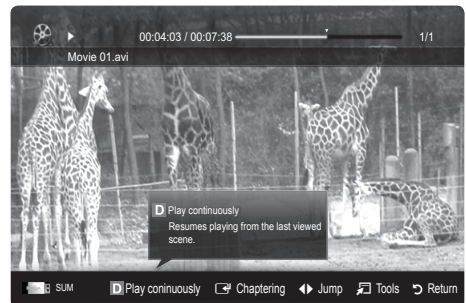 00:04:03 / 00:07:38 1/1
Movie 01.avi
D Play continuously
Resumes playing from the last viewed
scene.
SUM D Play coninuously Chaptering Jump Tools Return